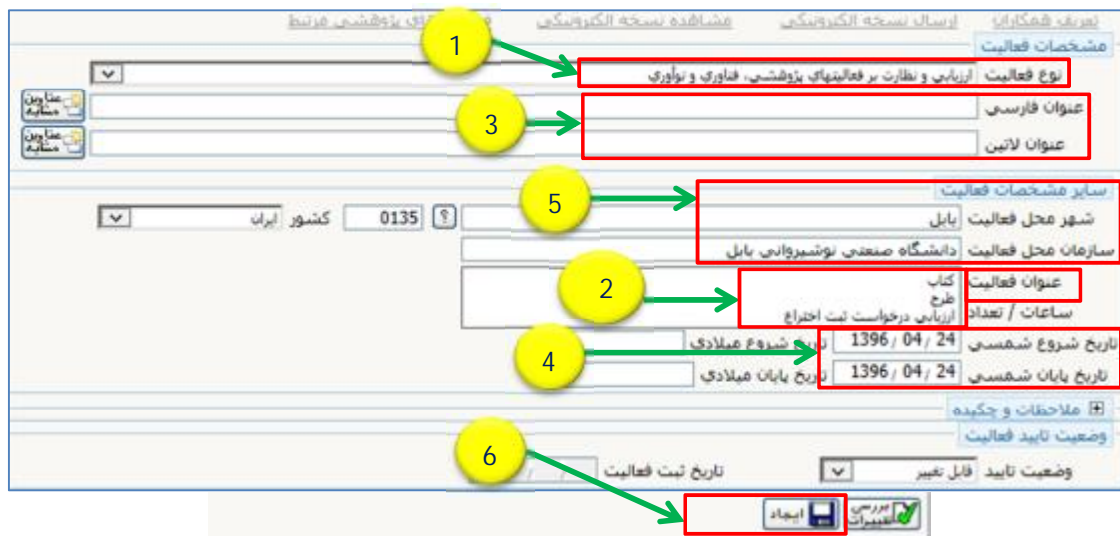 تعریف همکاران ارسال نسخه الکترونیکی مشاهده نسخه الکترونیکی های پژوهشی مرتبط
1
مشخصات فعالیت
نوع فعالیت ارزیابی و نظارت بر فعالیتهای پژوهشی، فناوری و نوآوری
عنوان فارسی عناوین مشابه
3
عنوان لاتین عناوین مشابه
سایر مشخصات فعالیت
5
شهر محل فعالیت بابل 0135 ؟ کشور ایران
سازمان محل فعالیت دانشگاه صنعتی نوشیروانی بابل
عنوان فعالیت کتاب
2
طرح
ساعات / تعداد ارزیابی درخواست ثبت اختراع
تاریخ شروع شمسی 1396/04/24 تاریخ شروع میلادی
4
تاریخ پایان شمسی 1396/04/24 تاریخ پایان میلادی
ملاحظات و چکیده
وضعیت تایید فعالیت
6
وضعیت تایید قابل تغییر تاریخ ثبت فعالیت / /
بررسی تغییرات ایجاد